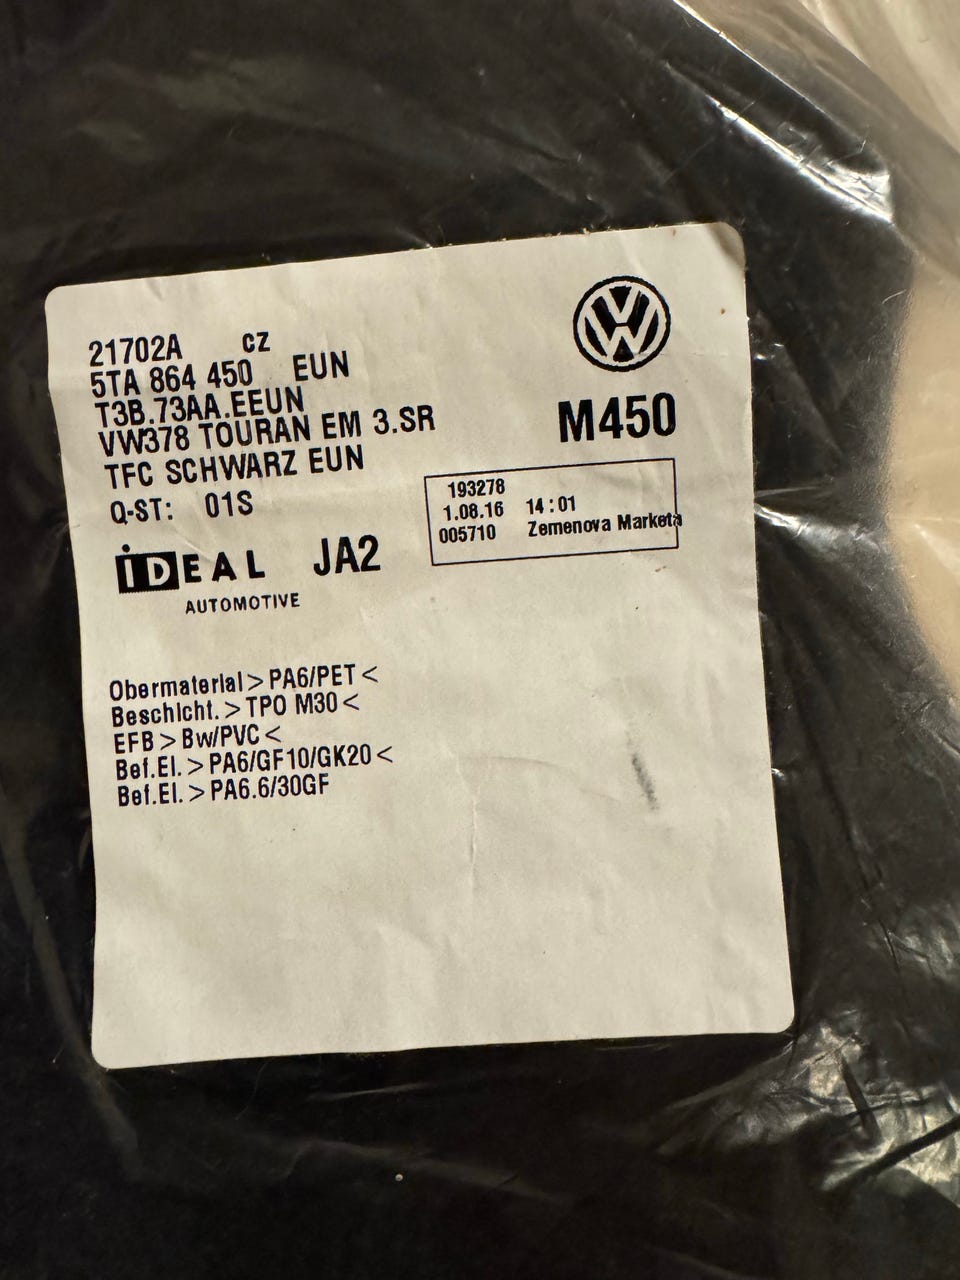 21702A CZ
5TA 864 450 EUN
T3B.73AA.EEUN
VW378 TOURAN EM 3.SR
TFC SCHWARZ EUN
Q-ST: 01S
M450
193278
1.08.16 14:01
005710 Zemenova Marketa
iDEAL JA2
AUTOMOTIVE
Obermaterial>PA6/PET<
Beschicht.>TPO M30<
EFB>Bw/PVC<
Bef.El.>PA6/GF10/GK20<
Bef.El.>PA6.6/30GF